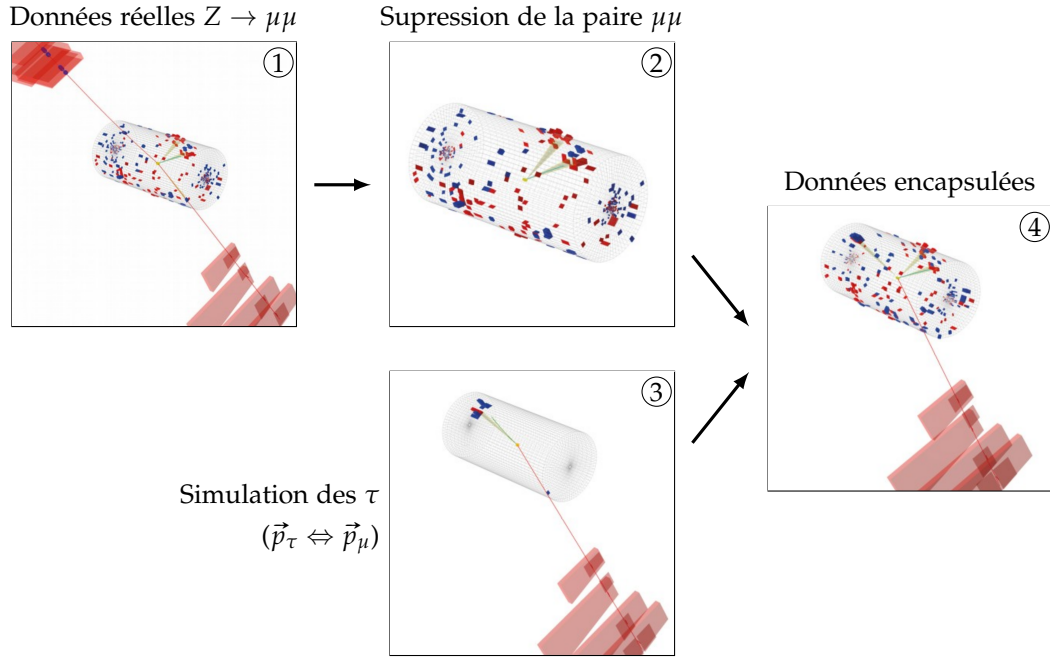 Données réelles Z → μμ
①
Supression de la paire μμ
②
Données encapsulées
④
③
Simulation des τ
(p⃗_τ ⇔ p⃗_μ)